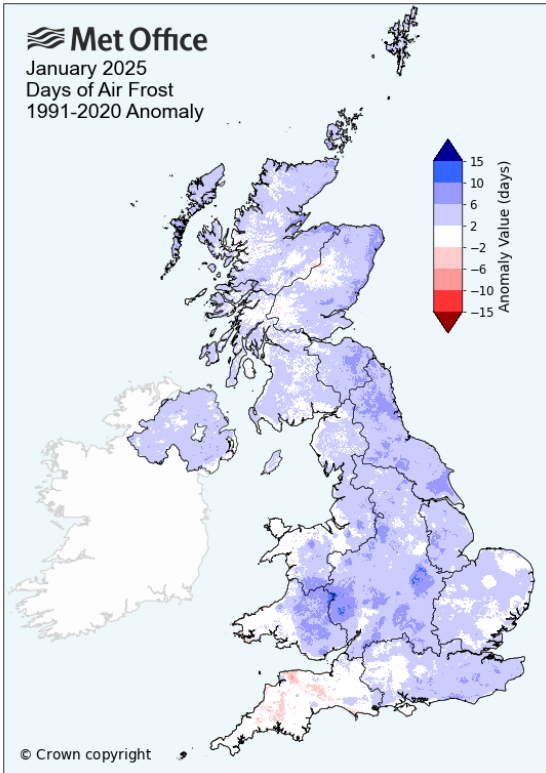 Met Office
January 2025
Days of Air Frost
1991-2020 Anomaly
15
10
6
2
−2
−6
−10
−15
Anomaly Value (days)
© Crown copyright